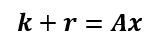 k + r = Ax